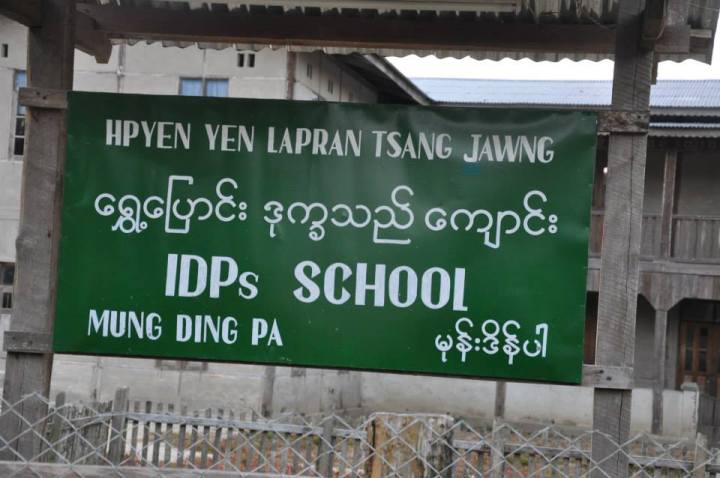 HPYEN YEN LAPRAN TSANG JAWNG
ရွှေ့ပြောင်း ဒုက္ခသည် ကျောင်း
IDPs SCHOOL
MUNG DING PA မုန်းဒိန်ပါ